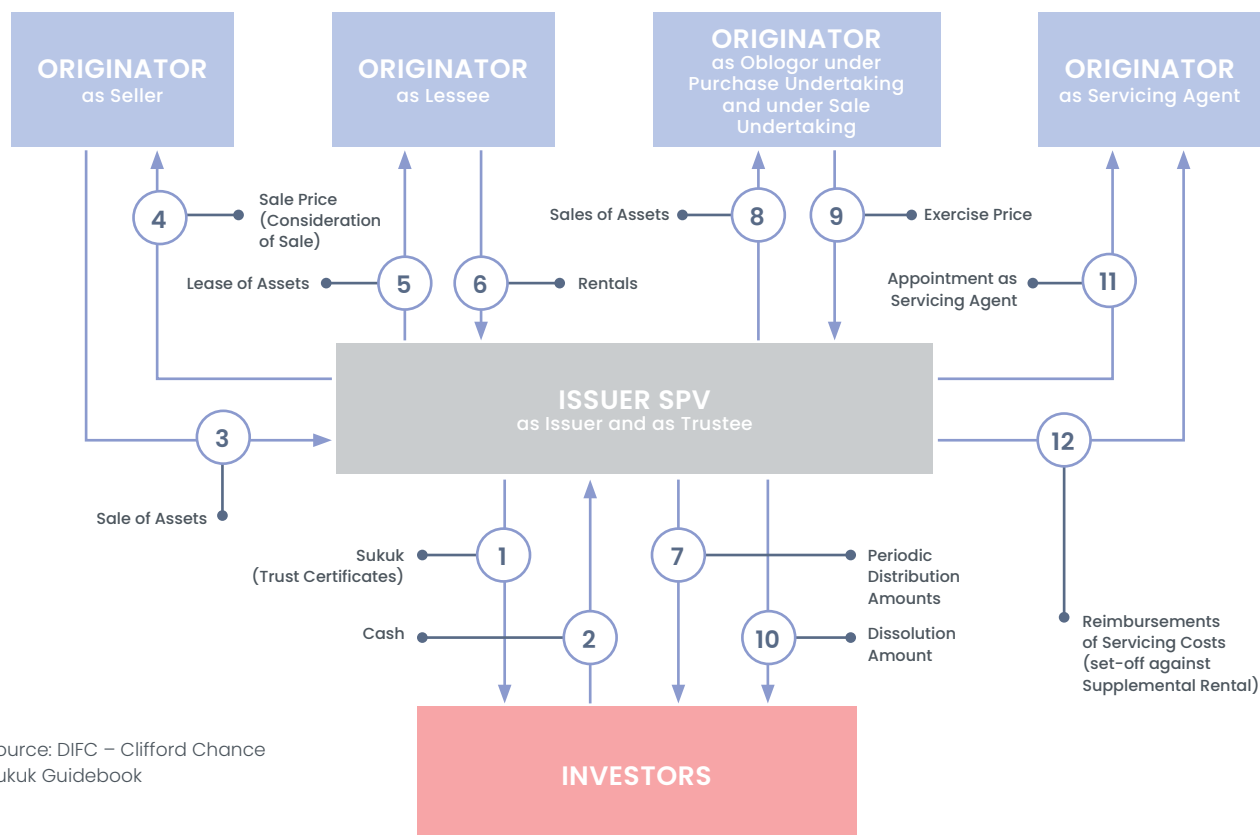 ORIGINATOR
as Seller
ORIGINATOR
as Lessee
ORIGINATOR
as Oblogor under
Purchase Undertaking
and under Sale
Undertaking
ORIGINATOR
as Servicing Agent
4
Sale Price
(Consideration
of Sale)
Sales of Assets
8
9
Exercise Price
Lease of Assets
5
6
Rentals
Appointment as
Servicing Agent
11
ISSUER SPV
as Issuer and as Trustee
3
Sale of Assets
12
Sukuk
(Trust Certificates)
1
7
Periodic
Distribution
Amounts
Cash
2
10
Dissolution
Amount
Reimbursements
of Servicing Costs
(set-off against
Supplemental Rental)
ource: DIFC – Clifford Chance
ukuk Guidebook
INVESTORS